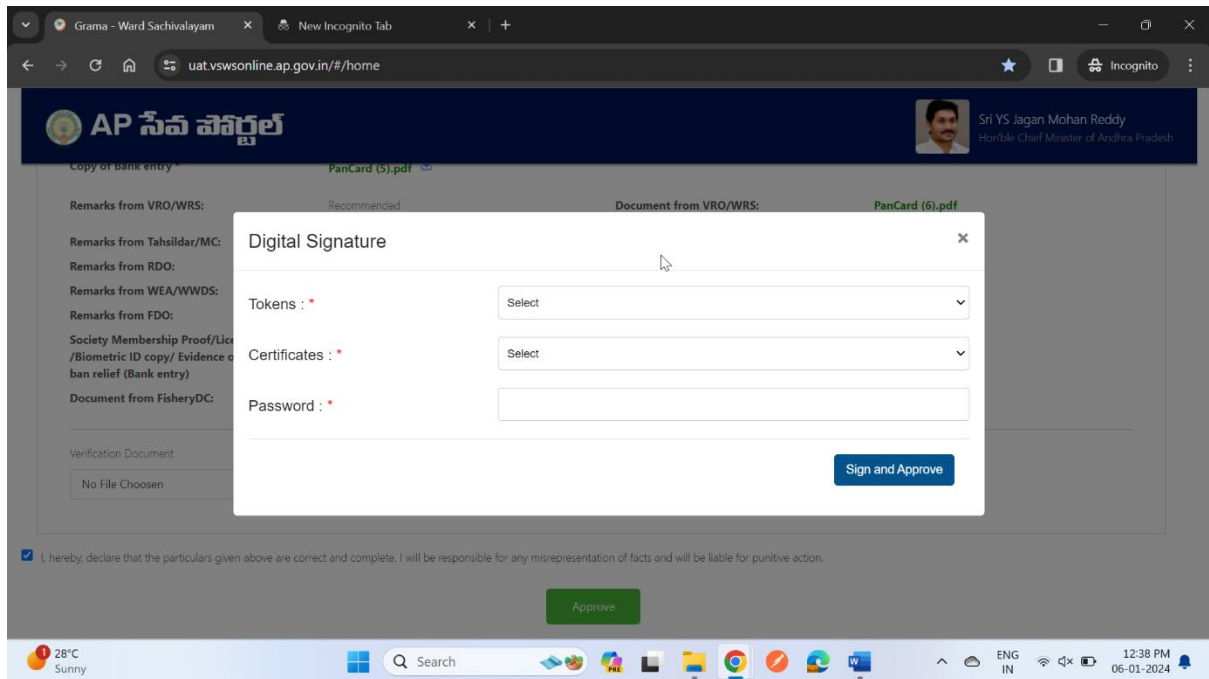 Grama - Ward Sachivalayam
New Incognito Tab
uat.vswsonline.ap.gov.in/#/home
Incognito
AP సేవ పోర్టల్
Sri YS Jagan Mohan Reddy
Hon'ble Chief Minister of Andhra Pradesh
Copy of Bank entry *
PanCard (5).pdf
Remarks from VRO/WRS:
Recommended
Document from VRO/WRS:
PanCard (6).pdf
Digital Signature
Remarks from Tahsildar/MC:
Remarks from RDO:
Remarks from WEA/WWDS:
Remarks from FDO:
Society Membership Proof/Lice
/Biometric ID copy/ Evidence o
ban relief (Bank entry)
Document from FisheryDC:
Tokens : *
Select
Certificates : *
Select
Password : *
Sign and Approve
Verification Document
No File Choosen
I, hereby, declare that the particulars given above are correct and complete. I will be responsible for any misrepresentation of facts and will be liable for punitive action.
Approve
1
28°C
Sunny
Search
PRE
ENG
IN
12:38 PM
06-01-2024